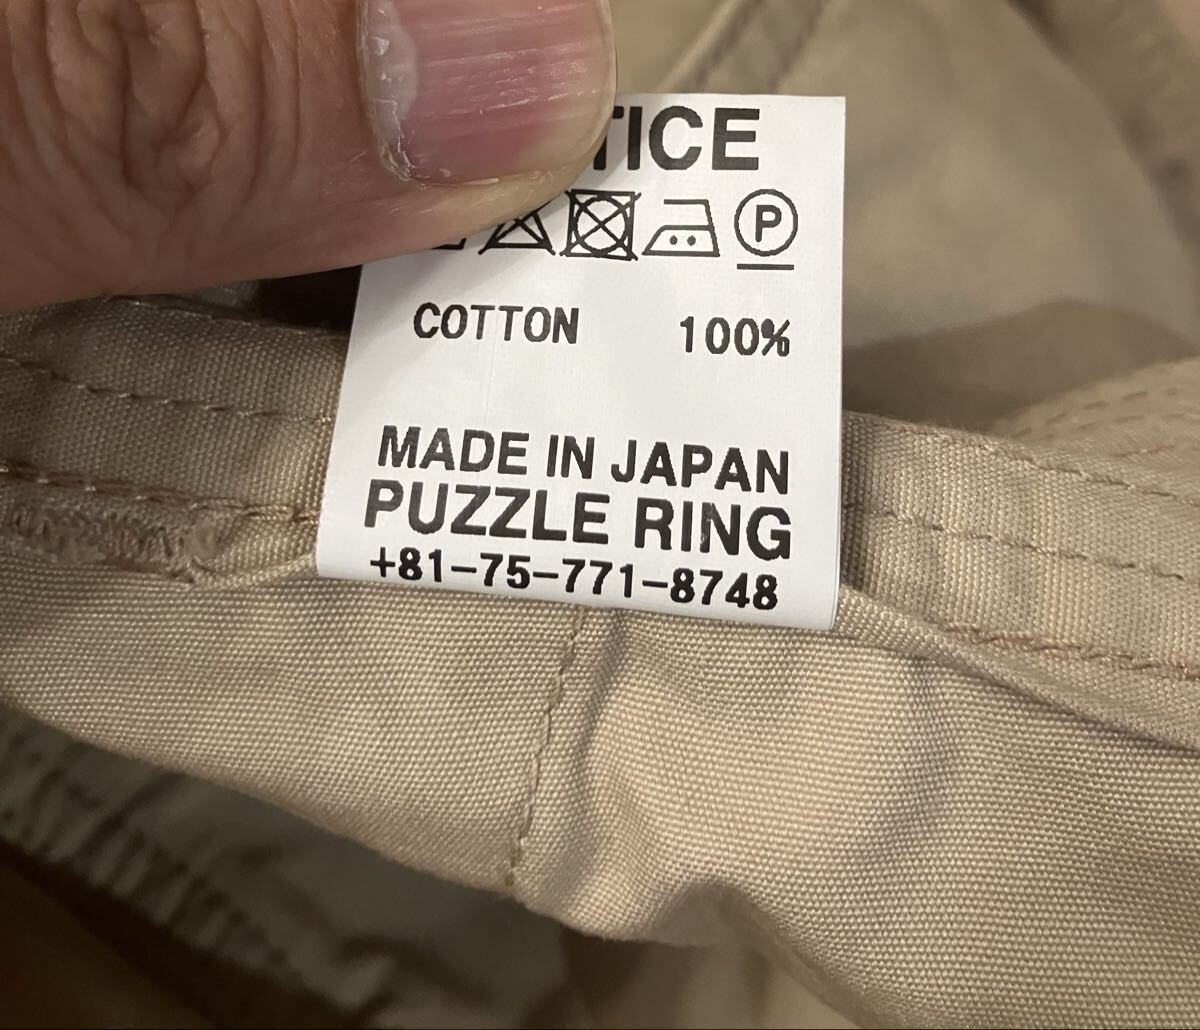 TICE
P
COTTON 100%
MADE IN JAPAN
PUZZLE RING
+81-75-771-8748